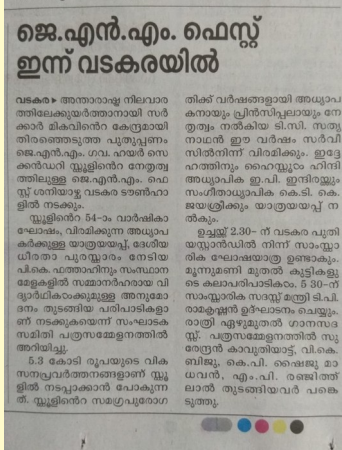 ജെ.എൻ.എം. ഫെസ്റ്റ്
ഇന്ന് വടകരയിൽ
വടകര ▸ അന്താരാഷ്ട്ര നിലവാര
ത്തിലേക്കുയർത്താനായി സർ
ക്കാർ മികവിൻെറ കേന്ദ്രമായി
തിരഞ്ഞെടുത്ത പുതുപ്പണം
ജെ.എൻ.എം. ഗവ. ഹയർ സെ
ക്കൻഡറി സ്കൂളിൻെറ നേതൃത്വ
ത്തിലുള്ള ജെ.എൻ.എം. ഫെ
സ്റ്റ് ശനിയാഴ്ച വടകര ടൗൺഹാ
ളിൽ നടക്കും.
സ്കൂളിൻെറ 54-ാം വാർഷികാ
ഘോഷം, വിരമിക്കുന്ന അധ്യാപ
കർക്കുള്ള യാത്രയയപ്പ്, ദേശീയ
ധീരതാ പുരസ്കാരം നേടിയ
പി.കെ. ഫത്താഹിനും സംസ്ഥാന
മേളകളിൽ സമ്മാനർഹരായ വി
ദ്യാർഥികൾക്കുമുള്ള അനുമോ
ദനം തുടങ്ങിയ പരിപാടികളാ
ണ് നടക്കുകയെന്ന് സംഘാടക
സമിതി പത്രസമ്മേളനത്തിൽ
അറിയിച്ചു.
5.3 കോടി രൂപയുടെ വിക
സനപ്രവർത്തനങ്ങളാണ് സ്കൂ
ളിൽ നടപ്പാക്കാൻ പോകുന്ന
ത്. സ്കൂളിൻെറ സമഗ്രപുരോഗ
തിക്ക് വർഷങ്ങളായി അധ്യാപ
കനായും പ്രിൻസിപ്പലായും നേ
തൃത്വം നൽകിയ ടി.സി. സത്യ
നാഥൻ ഈ വർഷം സർവീ
സിൽനിന്ന് വിരമിക്കും. ഇദ്ദേ
ഹത്തിനും ഹൈസ്കൂൾ ഹിന്ദി
അധ്യാപിക ഇ.പി. ഇന്ദിരയ്ക്കും
സംഗീതാധ്യാപിക കെ.ടി. കെ.
ജയശ്രീക്കും യാത്രയയപ്പ് ന
ൽകും.
ഉച്ചയ്ക്ക് 2.30- ന് വടകര പുതി
യസ്റ്റാൻഡിൽ നിന്ന് സാംസ്കാ
രിക ഘോഷയാത്ര ഉണ്ടാകും.
മൂന്നുമണി മുതൽ കുട്ടികളു
ടെ കലാപരിപാടികൾ. 5 30-ന്
സാംസ്കാരിക സദസ്സ് മന്ത്രി ടി.പി.
രാമകൃഷ്ണൻ ഉദ്ഘാടനം ചെയ്യും.
രാത്രി ഏഴുമുതൽ ഗാനസദ
സ്സ്. പത്രസമ്മേളനത്തിൽ സു
രേന്ദ്രൻ കാവുതിയാട്ട്, വി.കെ.
ബിജു, കെ.പി. ഷൈജു മാ
ധവൻ, എം.പി. രഞ്ജിത്ത്
ലാൽ തുടങ്ങിയവർ പങ്കെ
ടുത്തു.